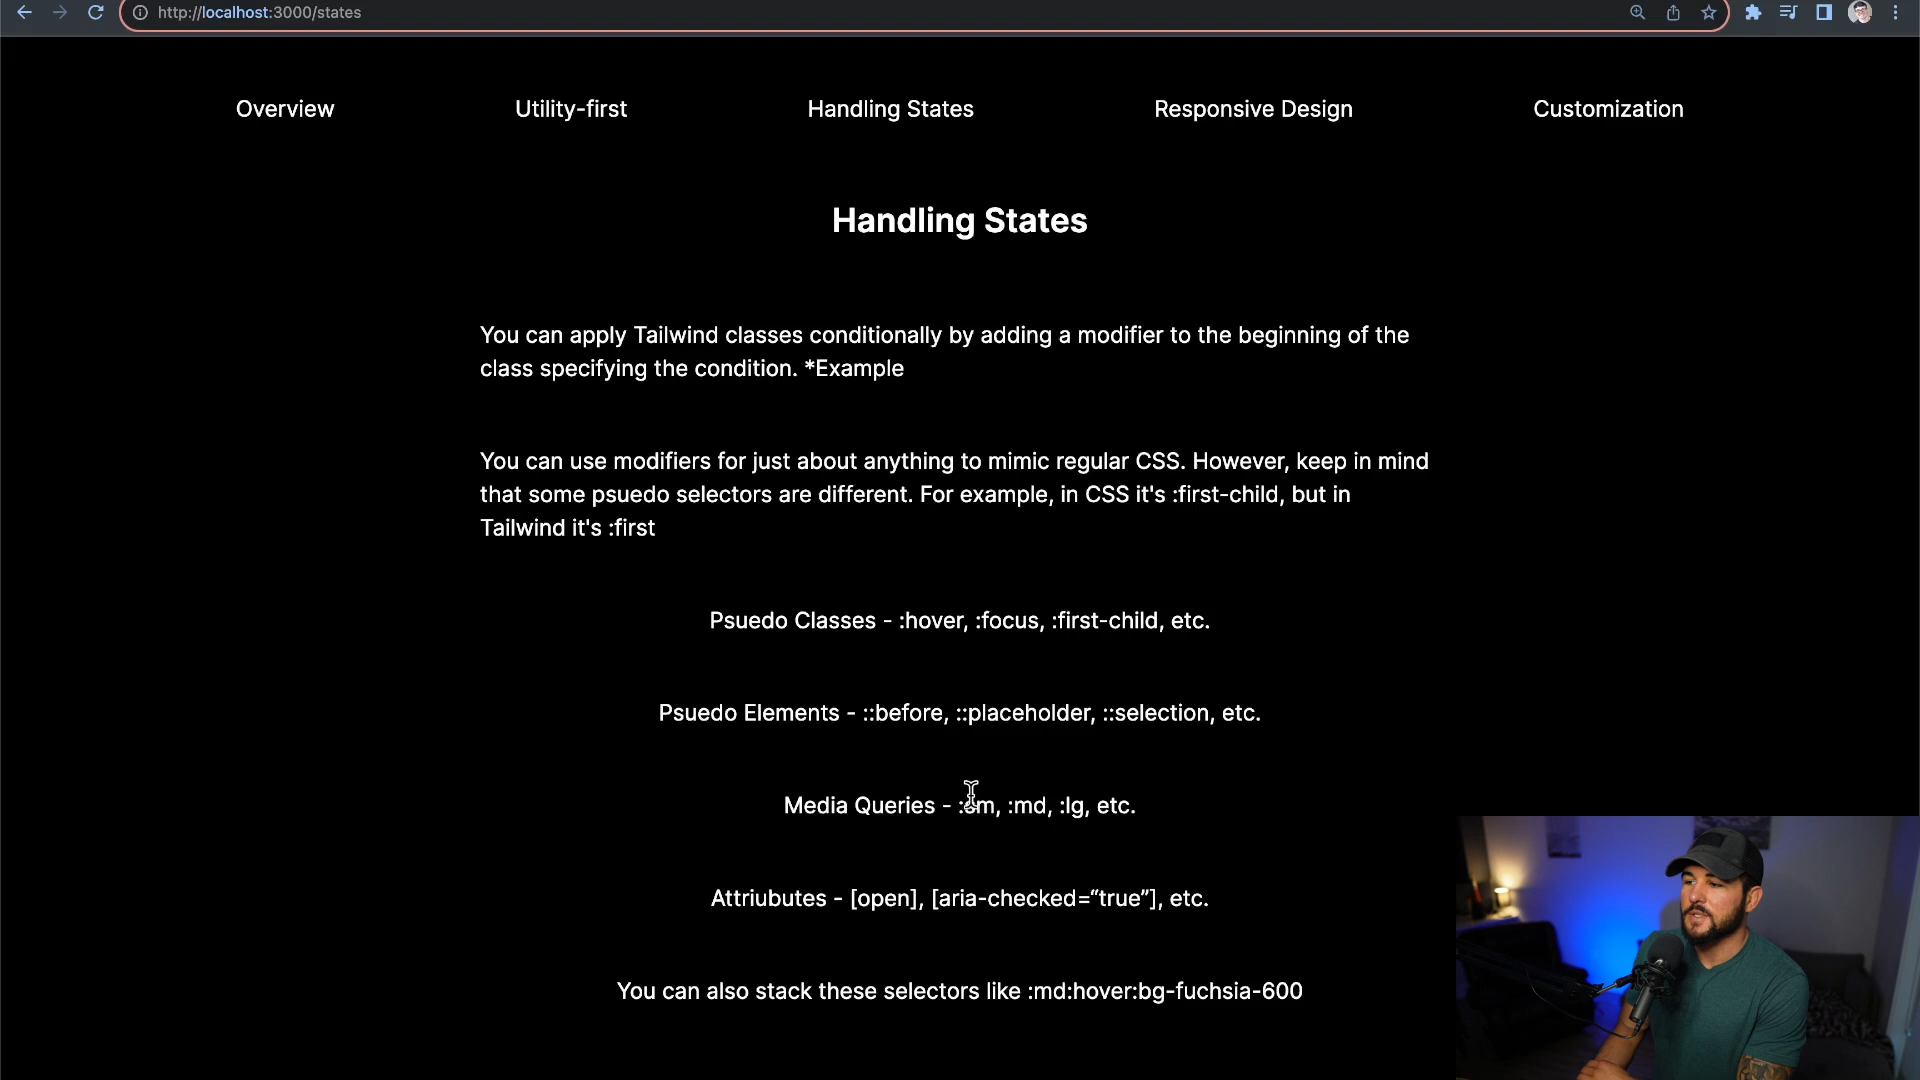 http://localhost:3000/states
Overview
Utility-first
Handling States
Responsive Design
Customization
Handling States
You can apply Tailwind classes conditionally by adding a modifier to the beginning of the
class specifying the condition. *Example
You can use modifiers for just about anything to mimic regular CSS. However, keep in mind
that some psuedo selectors are different. For example, in CSS it's :first-child, but in
Tailwind it's :first
Psuedo Classes - :hover, :focus, :first-child, etc.
Psuedo Elements - ::before, ::placeholder, ::selection, etc.
Media Queries - :sm, :md, :lg, etc.
Attriubutes - [open], [aria-checked=“true”], etc.
You can also stack these selectors like :md:hover:bg-fuchsia-600